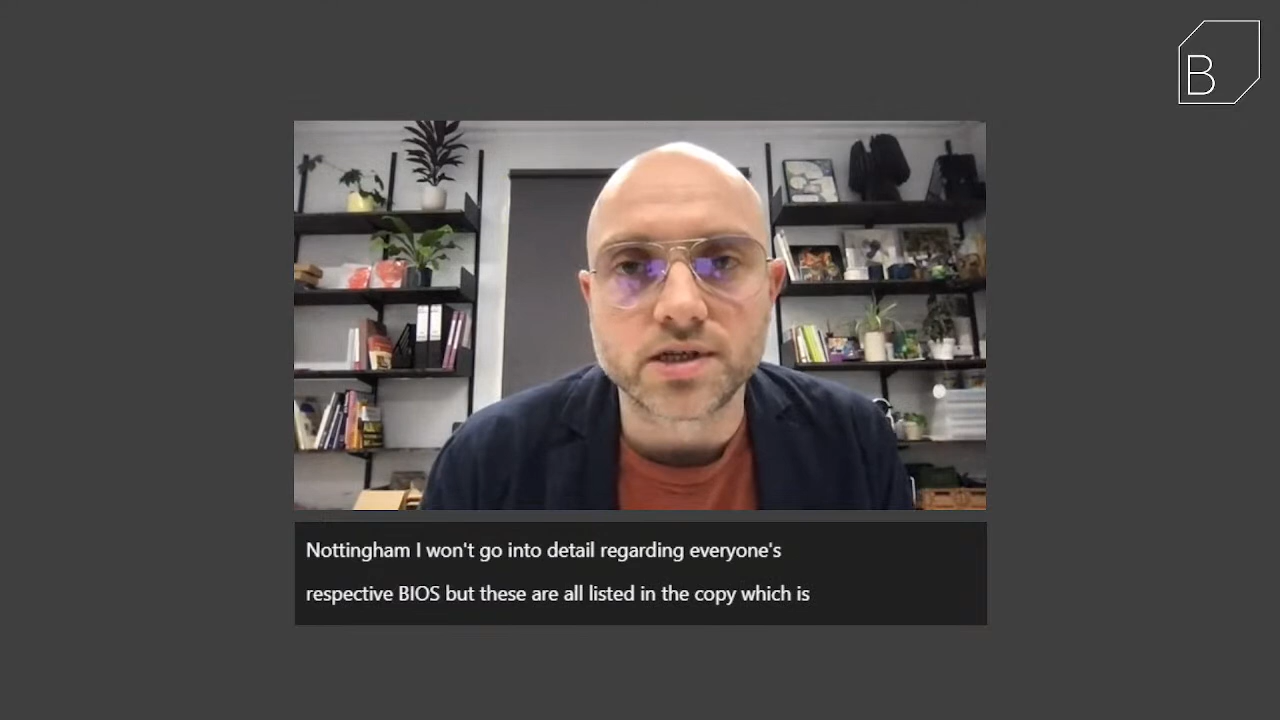 B
Nottingham I won't go into detail regarding everyone's
respective BIOS but these are all listed in the copy which is